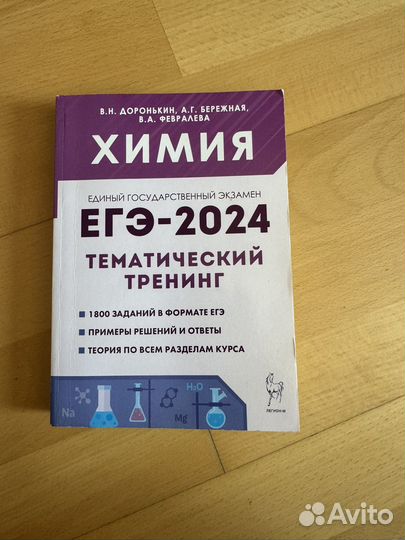 В.Н. ДОРОНЬКИН, А.Г. БЕРЕЖНАЯ,
В.А. ФЕВРАЛЕВА
ХИМИЯ
ЕДИНЫЙ ГОСУДАРСТВЕННЫЙ ЭКЗАМЕН
ЕГЭ-2024
ТЕМАТИЧЕСКИЙ
ТРЕНИНГ
1800 ЗАДАНИЙ В ФОРМАТЕ ЕГЭ
ПРИМЕРЫ РЕШЕНИЙ И ОТВЕТЫ
ТЕОРИЯ ПО ВСЕМ РАЗДЕЛАМ КУРСА
H₂O
Na
Mg
ЛЕГИОН-М
Avito